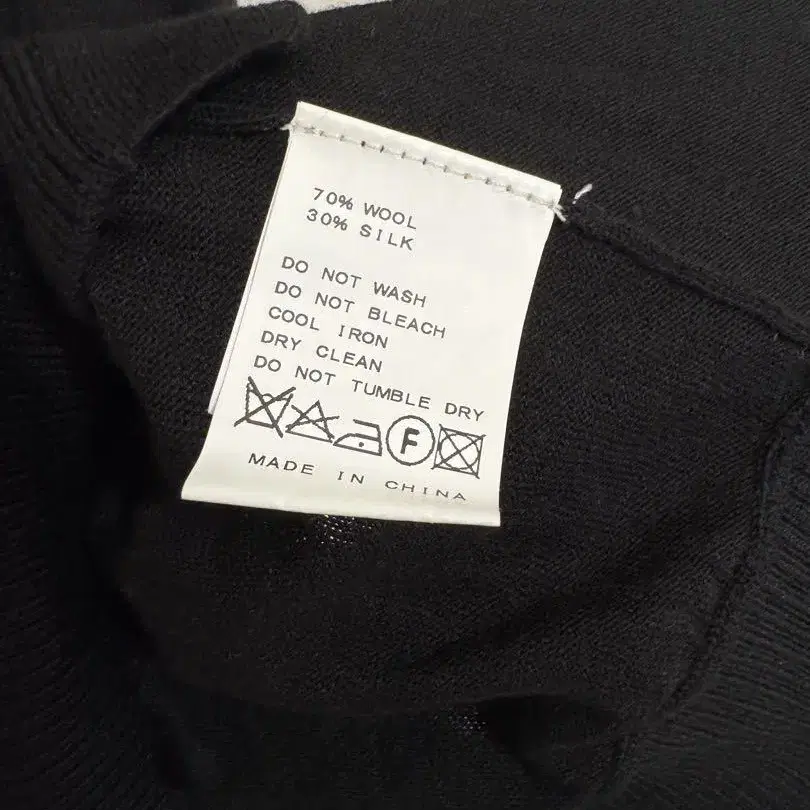 70% WOOL
30% SILK
DO NOT WASH
DO NOT BLEACH
COOL IRON
DRY CLEAN
DO NOT TUMBLE DRY
F
MADE IN CHINA